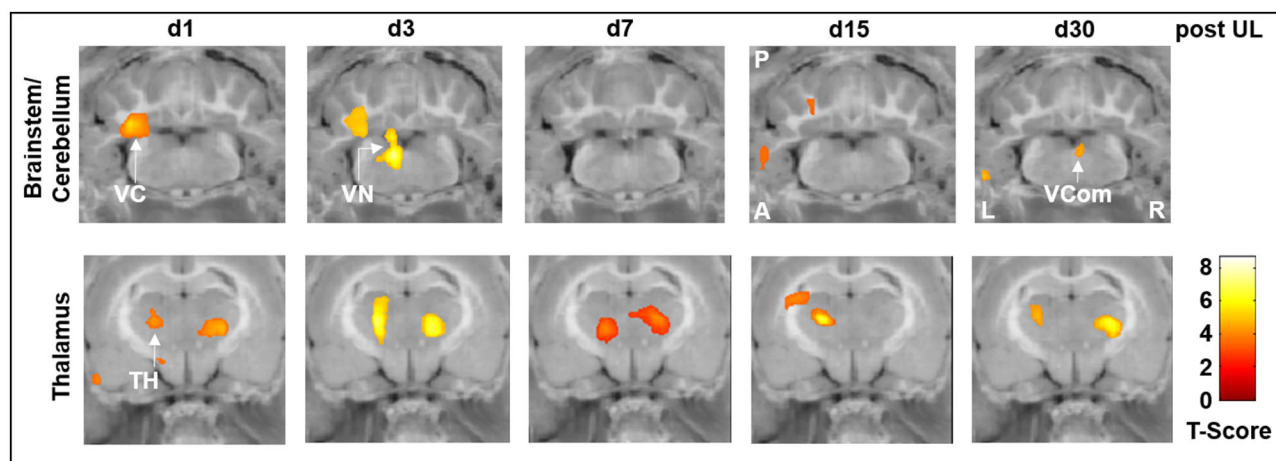 d1 d3 d7 d15 d30 post UL
Brainstem/
Cerebellum
P
VC VN VCom
A L R
Thalamus
TH
8
6
4
2
0
T-Score